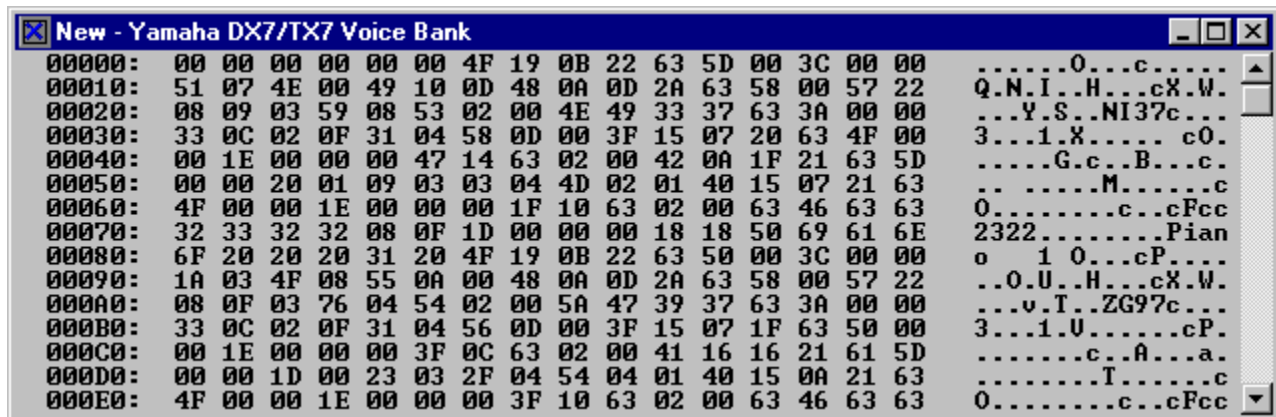 New - Yamaha DX7/TX7 Voice Bank
00000: 00 00 00 00 00 00 4F 19 0B 22 63 5D 00 3C 00 00 ......O...c.....
00010: 51 07 4E 00 49 10 0D 48 0A 0D 2A 63 58 00 57 22 Q.N.I..H...cX.W.
00020: 08 09 03 59 08 53 02 00 4E 49 33 37 63 3A 00 00 ...Y.S..NI37c...
00030: 33 0C 02 0F 31 04 58 0D 00 3F 15 07 20 63 4F 00 3...1.X..... cO.
00040: 00 1E 00 00 00 47 14 63 02 00 42 0A 1F 21 63 5D .....G.c..B...c.
00050: 00 00 20 01 09 03 03 04 4D 02 01 40 15 07 21 63 .. .....M......c
00060: 4F 00 00 1E 00 00 00 1F 10 63 02 00 63 46 63 63 O........c..cFcc
00070: 32 33 32 32 08 0F 1D 00 00 00 18 18 50 69 61 6E 2322........Pian
00080: 6F 20 20 20 31 20 4F 19 0B 22 63 50 00 3C 00 00 o   1 O...cP....
00090: 1A 03 4F 08 55 0A 00 48 0A 0D 2A 63 58 00 57 22 ..O.U..H...cX.W.
000A0: 08 0F 03 76 04 54 02 00 5A 47 39 37 63 3A 00 00 ...v.T..ZG97c...
000B0: 33 0C 02 0F 31 04 56 0D 00 3F 15 07 1F 63 50 00 3...1.V......cP.
000C0: 00 1E 00 00 00 3F 0C 63 02 00 41 16 16 21 61 5D .......c..A...a.
000D0: 00 00 1D 00 23 03 2F 04 54 04 01 40 15 0A 21 63 ........T......c
000E0: 4F 00 00 1E 00 00 00 3F 10 63 02 00 63 46 63 63 O........c..cFcc